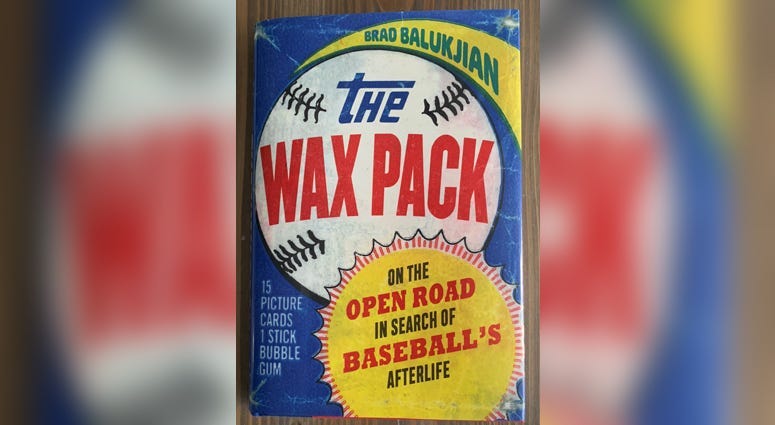 BRAD BALUKJIAN
THE
WAX PACK
ON THE
OPEN ROAD
IN SEARCH OF
BASEBALL'S
AFTERLIFE
15
PICTURE
CARDS
1 STICK
BUBBLE
GUM